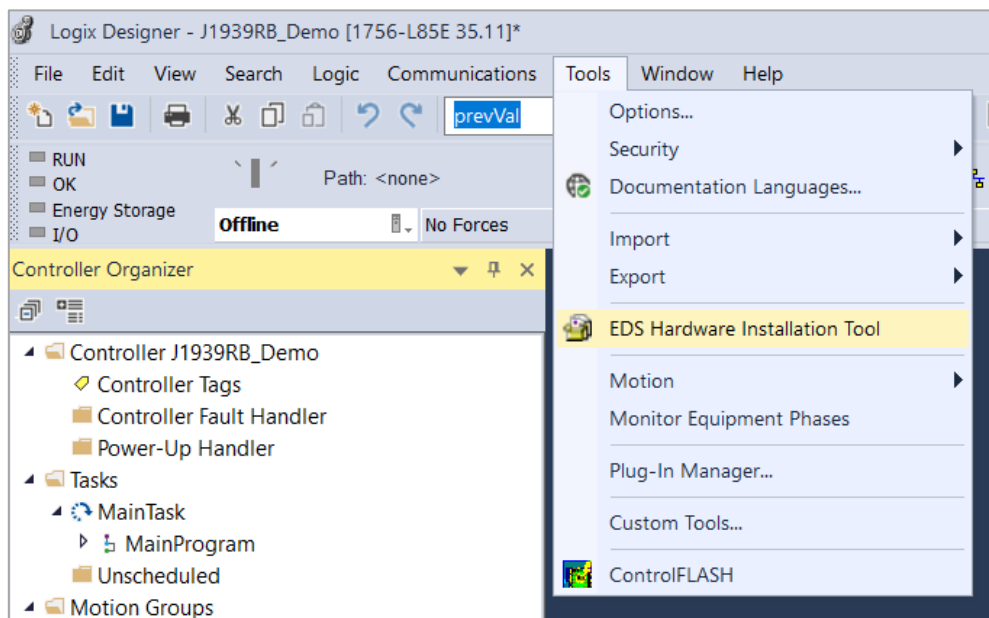 Logix Designer - J1939RB_Demo [1756-L85E 35.11]*
File Edit View Search Logic Communications Tools Window Help
prevVal
RUN
OK
Energy Storage
I/O
Path: <none>
Offline
No Forces
Options...
Security
Documentation Languages...
Import
Export
EDS Hardware Installation Tool
Motion
Monitor Equipment Phases
Plug-In Manager...
Custom Tools...
ControlFLASH
Controller Organizer
Controller J1939RB_Demo
Controller Tags
Controller Fault Handler
Power-Up Handler
Tasks
MainTask
MainProgram
Unscheduled
Motion Groups